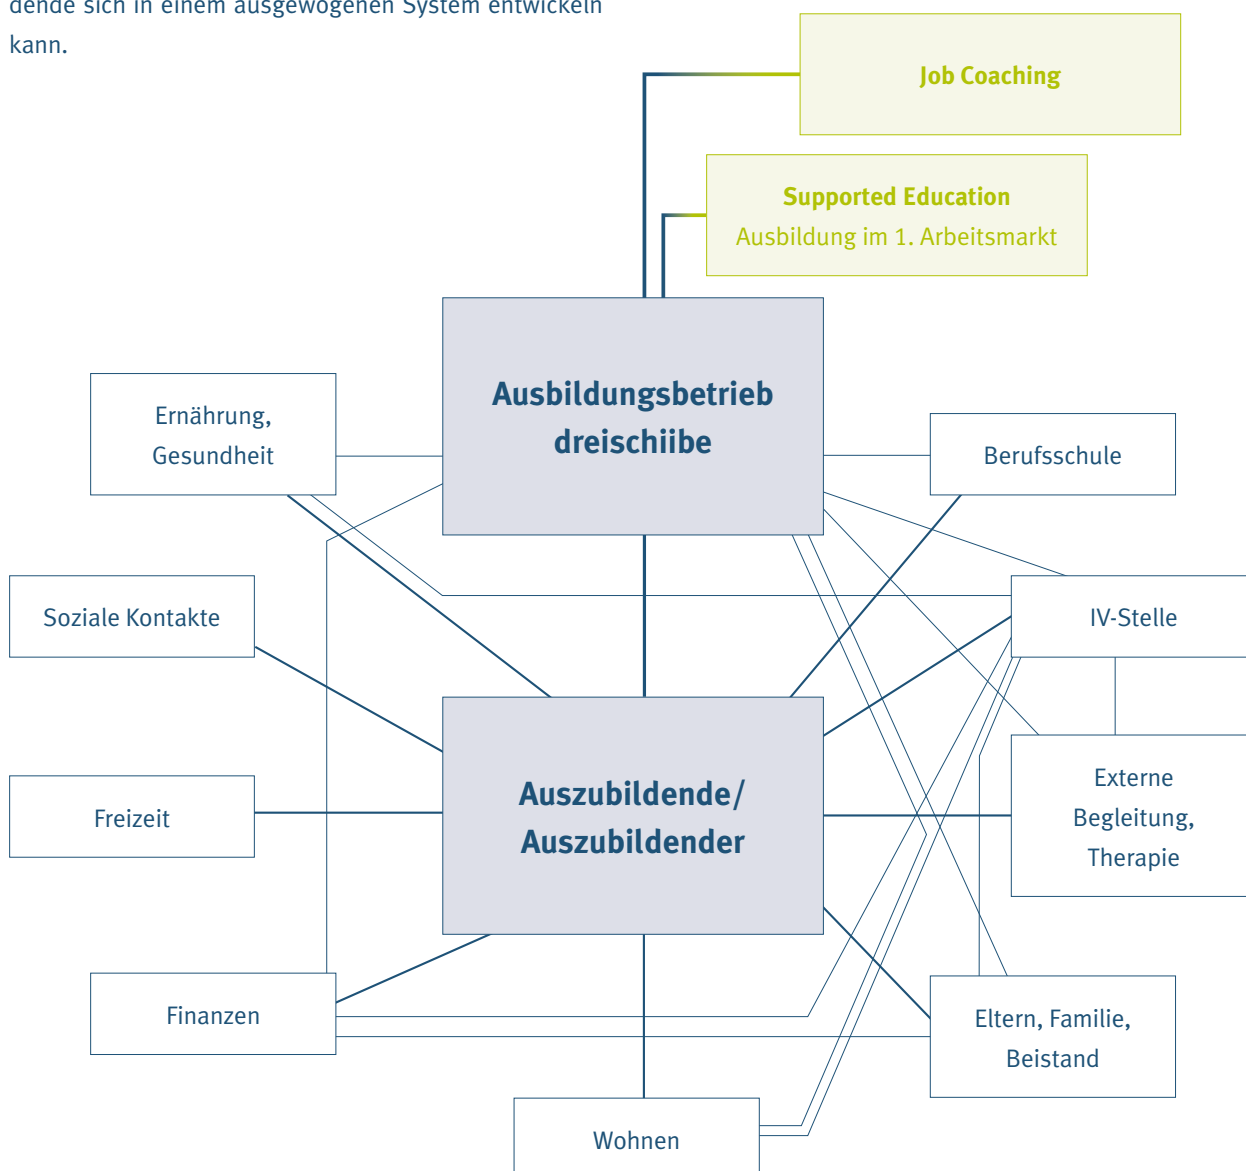 dende sich in einem ausgewogenen System entwickeln
kann.
Job Coaching
Supported Education
Ausbildung im 1. Arbeitsmarkt
Ausbildungsbetrieb
dreischiibe
Ernährung,
Gesundheit
Berufsschule
Soziale Kontakte
IV-Stelle
Freizeit
Auszubildende/
Auszubildender
Externe
Begleitung,
Therapie
Finanzen
Eltern, Familie,
Beistand
Wohnen